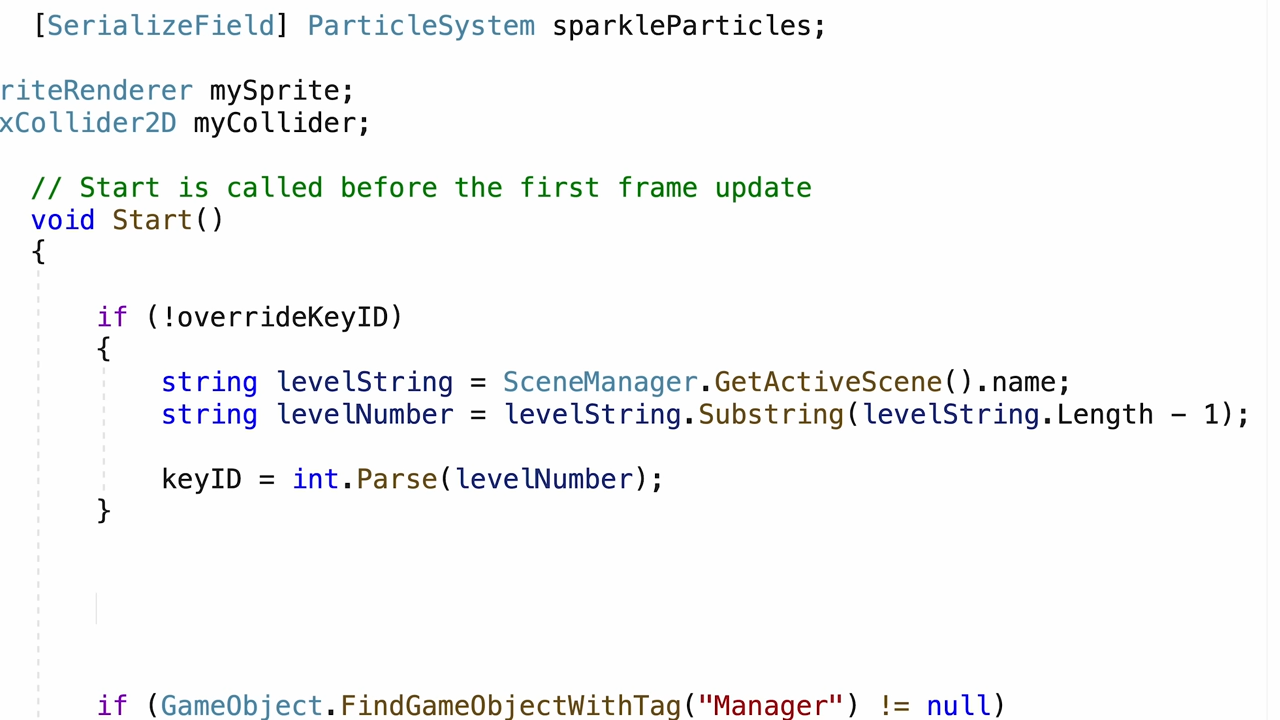 [SerializeField] ParticleSystem sparkleParticles;
riteRenderer mySprite;
xCollider2D myCollider;
// Start is called before the first frame update
void Start()
{
if (!overrideKeyID)
{
string levelString = SceneManager.GetActiveScene().name;
string levelNumber = levelString.Substring(levelString.Length - 1);
keyID = int.Parse(levelNumber);
}
if (GameObject.FindGameObjectWithTag("Manager") != null)